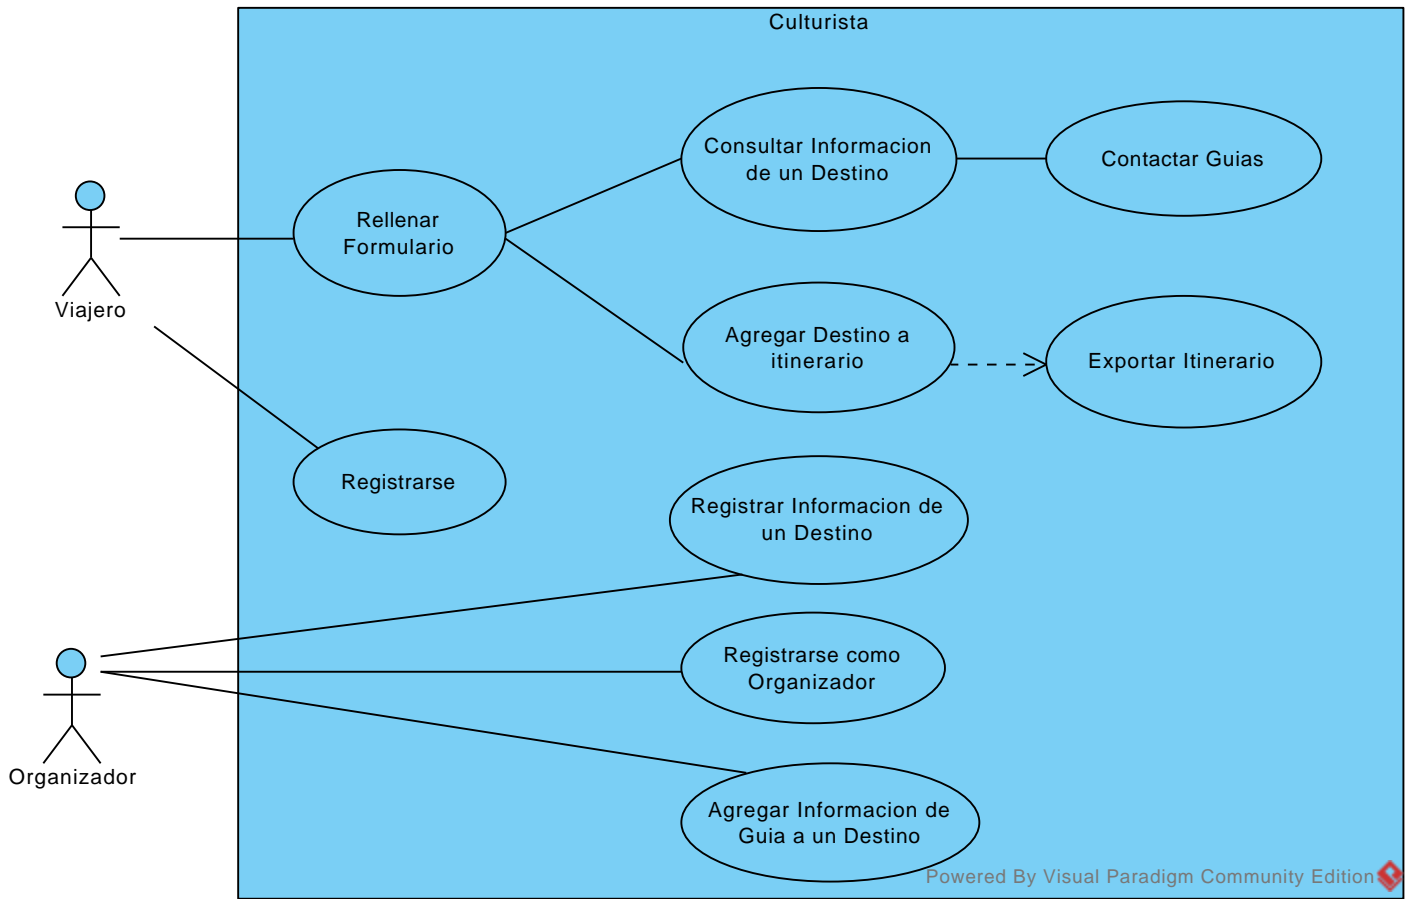 Culturista
Consultar Informacion
de un Destino
Contactar Guias
Rellenar
Formulario
Viajero
Agregar Destino a
itinerario
Exportar Itinerario
Registrarse
Registrar Informacion de
un Destino
Registrarse como
Organizador
Organizador
Agregar Informacion de
Guia a un Destino
Powered By Visual Paradigm Community Edition